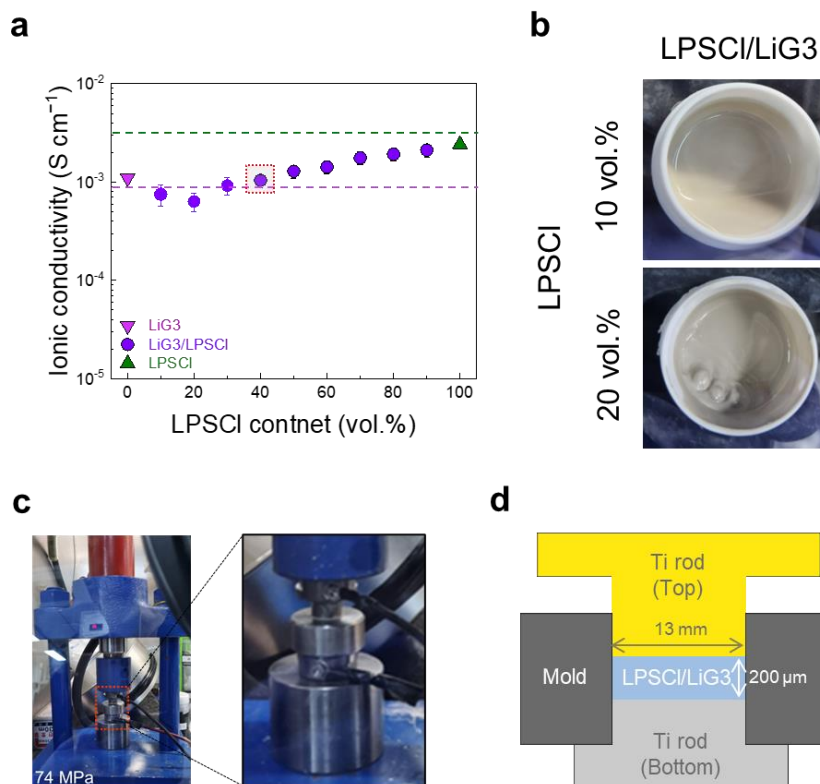 a
10⁻²
10⁻³
10⁻⁴
10⁻⁵
Ionic conductivity (S cm⁻¹)
LiG3
LiG3/LPSCl
LPSCl
0 20 40 60 80 100
LPSCl contnet (vol.%)
b
LPSCl/LiG3
LPSCl
10 vol.%
20 vol.%
c
74 MPa
d
Ti rod
(Top)
13 mm
Mold
LPSCl/LiG3
200 µm
Mold
Ti rod
(Bottom)